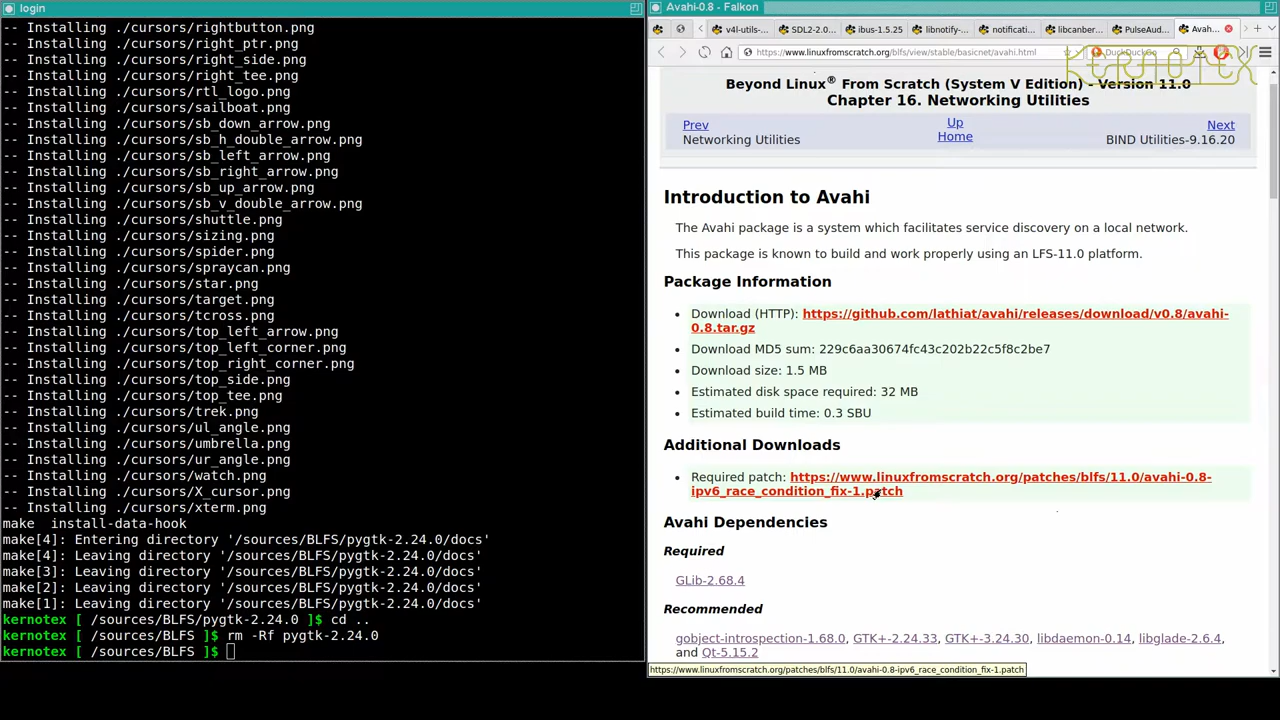 login
-- Installing ./cursors/rightbutton.png
-- Installing ./cursors/right_ptr.png
-- Installing ./cursors/right_side.png
-- Installing ./cursors/right_tee.png
-- Installing ./cursors/rtl_logo.png
-- Installing ./cursors/sailboat.png
-- Installing ./cursors/sb_down_arrow.png
-- Installing ./cursors/sb_h_double_arrow.png
-- Installing ./cursors/sb_left_arrow.png
-- Installing ./cursors/sb_right_arrow.png
-- Installing ./cursors/sb_up_arrow.png
-- Installing ./cursors/sb_v_double_arrow.png
-- Installing ./cursors/shuttle.png
-- Installing ./cursors/sizing.png
-- Installing ./cursors/spider.png
-- Installing ./cursors/spraycan.png
-- Installing ./cursors/star.png
-- Installing ./cursors/target.png
-- Installing ./cursors/tcross.png
-- Installing ./cursors/top_left_arrow.png
-- Installing ./cursors/top_left_corner.png
-- Installing ./cursors/top_right_corner.png
-- Installing ./cursors/top_side.png
-- Installing ./cursors/top_tee.png
-- Installing ./cursors/trek.png
-- Installing ./cursors/ul_angle.png
-- Installing ./cursors/umbrella.png
-- Installing ./cursors/ur_angle.png
-- Installing ./cursors/watch.png
-- Installing ./cursors/X_cursor.png
-- Installing ./cursors/xterm.png
make  install-data-hook
make[4]: Entering directory '/sources/BLFS/pygtk-2.24.0/docs'
make[4]: Leaving directory '/sources/BLFS/pygtk-2.24.0/docs'
make[3]: Leaving directory '/sources/BLFS/pygtk-2.24.0/docs'
make[2]: Leaving directory '/sources/BLFS/pygtk-2.24.0/docs'
make[1]: Leaving directory '/sources/BLFS/pygtk-2.24.0/docs'
kernotex [ /sources/BLFS/pygtk-2.24.0 ]$ cd ..
kernotex [ /sources/BLFS ]$ rm -Rf pygtk-2.24.0
kernotex [ /sources/BLFS ]$
Avahi-0.8 - Falkon
v4l-utils-... SDL2-2.0... ibus-1.5.25 libnotify-... notificati... libcanber... PulseAud... Avah...
https://www.linuxfromscratch.org/blfs/view/stable/basicnet/avahi.html DuckDuckGo
KERNOTEX
Beyond Linux® From Scratch (System V Edition) - Version 11.0
Chapter 16. Networking Utilities
Prev Up Next
Networking Utilities Home BIND Utilities-9.16.20
Introduction to Avahi
The Avahi package is a system which facilitates service discovery on a local network.
This package is known to build and work properly using an LFS-11.0 platform.
Package Information
• Download (HTTP): https://github.com/lathiat/avahi/releases/download/v0.8/avahi-
0.8.tar.gz
• Download MD5 sum: 229c6aa30674fc43c202b22c5f8c2be7
• Download size: 1.5 MB
• Estimated disk space required: 32 MB
• Estimated build time: 0.3 SBU
Additional Downloads
• Required patch: https://www.linuxfromscratch.org/patches/blfs/11.0/avahi-0.8-
ipv6_race_condition_fix-1.patch
Avahi Dependencies
Required
GLib-2.68.4
Recommended
gobject-introspection-1.68.0, GTK+-2.24.33, GTK+-3.24.30, libdaemon-0.14, libglade-2.6.4,
and Qt-5.15.2
https://www.linuxfromscratch.org/patches/blfs/11.0/avahi-0.8-ipv6_race_condition_fix-1.patch